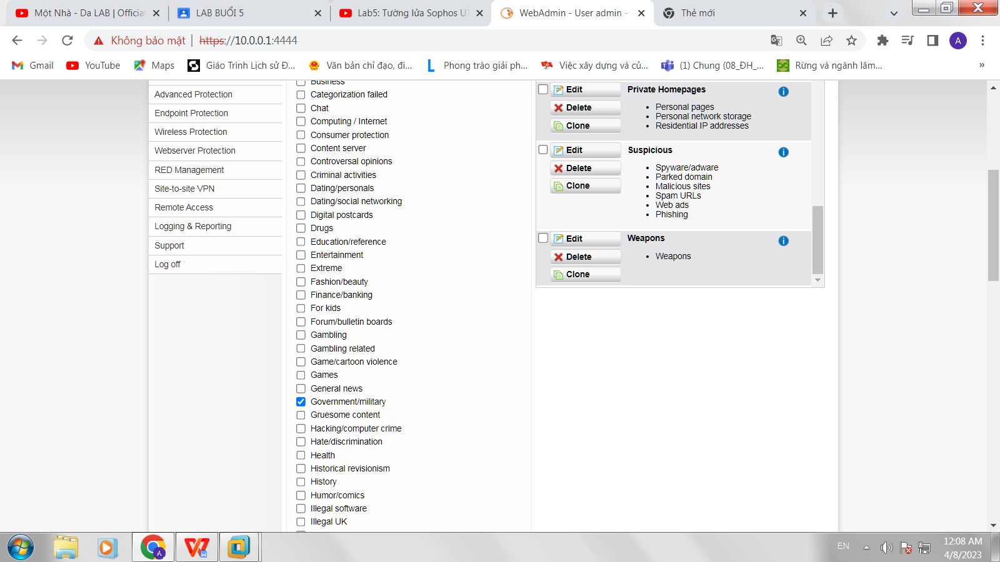 Một Nhà - Da LAB | Official
LAB BUỔI 5
Lab5: Tường lửa Sophos UT
WebAdmin - User admin -
Thẻ mới
Không bảo mật | https://10.0.0.1:4444
A
Gmail
YouTube
Maps
Giáo Trình Lịch sử Đ...
Văn bản chỉ đạo, đi...
Phong trào giải ph...
Việc xây dựng và củ...
(1) Chung (08_ĐH_...
Rừng và ngành lâm...
»
Advanced Protection
Endpoint Protection
Wireless Protection
Webserver Protection
RED Management
Site-to-site VPN
Remote Access
Logging & Reporting
Support
Log off
Business
Categorization failed
Chat
Computing / Internet
Consumer protection
Content server
Controversal opinions
Criminal activities
Dating/personals
Dating/social networking
Digital postcards
Drugs
Education/reference
Entertainment
Extreme
Fashion/beauty
Finance/banking
For kids
Forum/bulletin boards
Gambling
Gambling related
Game/cartoon violence
Games
General news
Government/military
Gruesome content
Hacking/computer crime
Hate/discrimination
Health
Historical revisionism
History
Humor/comics
Illegal software
Illegal UK
Edit
Delete
Clone
Private Homepages
• Personal pages
• Personal network storage
• Residential IP addresses
Edit
Delete
Clone
Suspicious
• Spyware/adware
• Parked domain
• Malicious sites
• Spam URLs
• Web ads
• Phishing
Edit
Delete
Clone
Weapons
• Weapons
EN
12:08 AM
4/8/2023